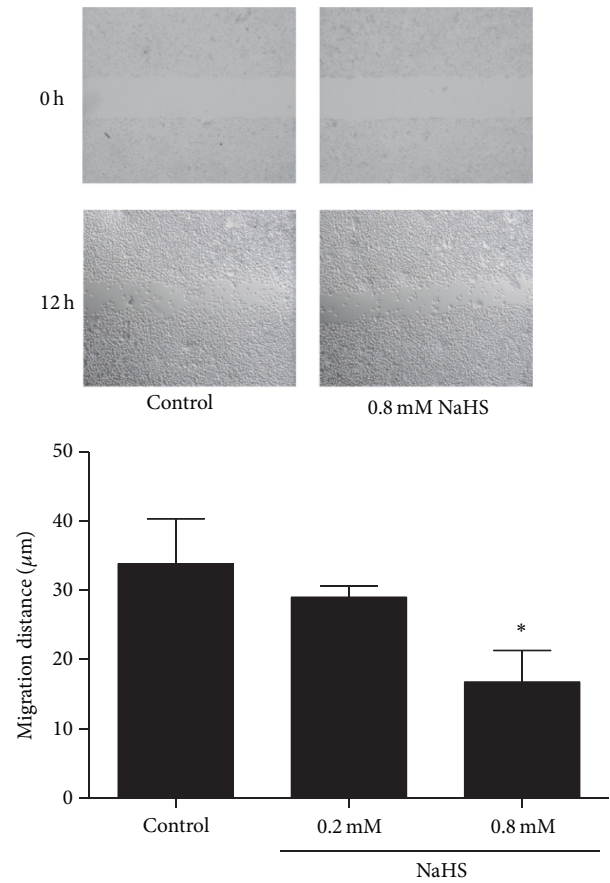 0 h
12 h
Control
0.8 mM NaHS
Migration distance (μm)
50
40
30
20
10
0
*
Control
0.2 mM
0.8 mM
NaHS